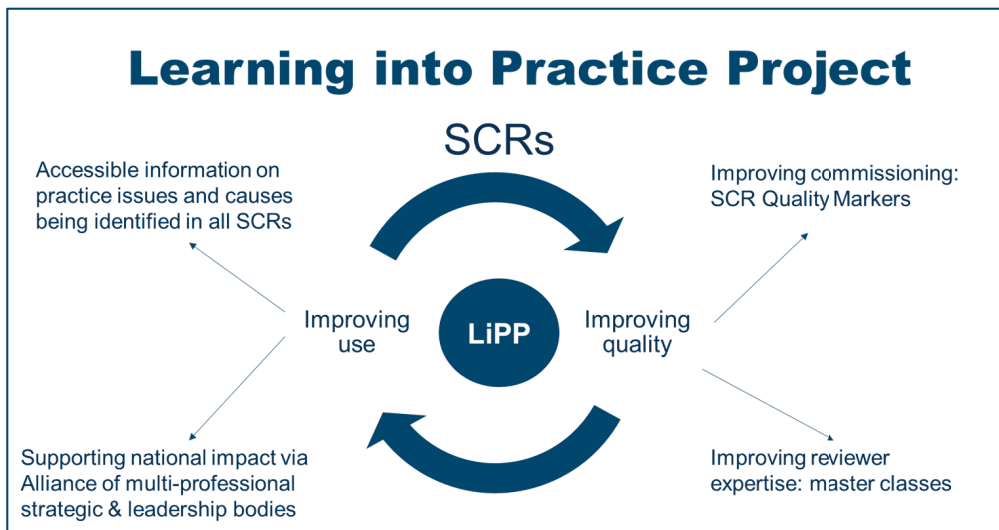 Learning into Practice Project
SCRs
Accessible information on
practice issues and causes
being identified in all SCRs
Improving commissioning:
SCR Quality Markers
Improving
use
LiPP
Improving
quality
Supporting national impact via
Alliance of multi-professional
strategic & leadership bodies
Improving reviewer
expertise: master classes